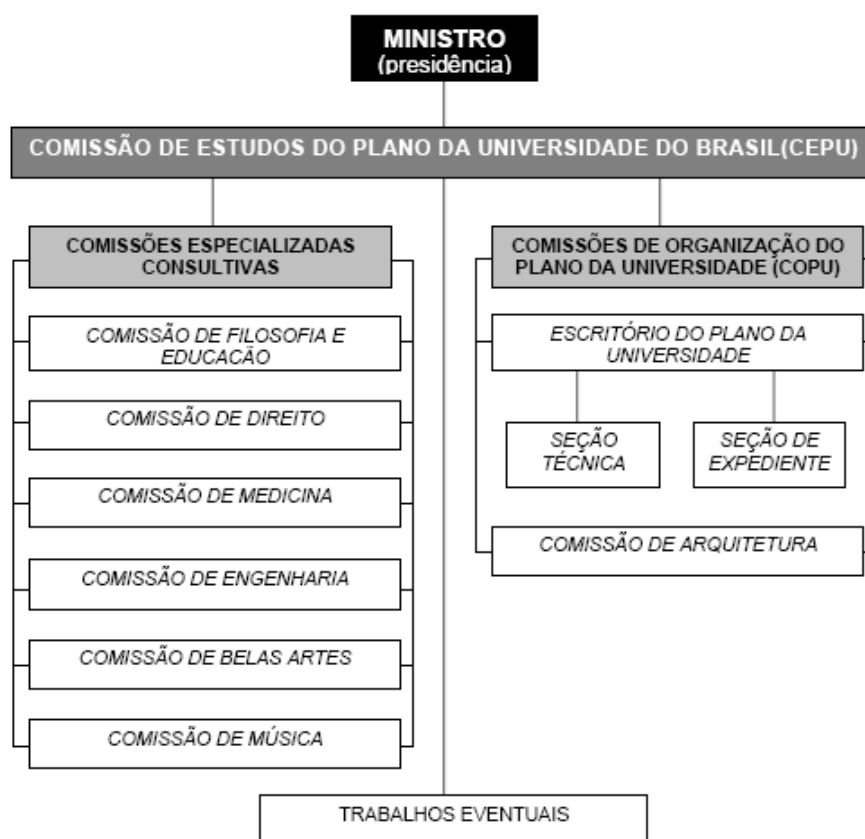 MINISTRO
(presidência)
COMISSÃO DE ESTUDOS DO PLANO DA UNIVERSIDADE DO BRASIL(CEPU)
COMISSÕES ESPECIALIZADAS
CONSULTIVAS
COMISSÃO DE FILOSOFIA E
EDUCACÃO
COMISSÃO DE DIREITO
COMISSÃO DE MEDICINA
COMISSÃO DE ENGENHARIA
COMISSÃO DE BELAS ARTES
COMISSÃO DE MÚSICA
COMISSÕES DE ORGANIZAÇÃO DO
PLANO DA UNIVERSIDADE (COPU)
ESCRITÓRIO DO PLANO DA
UNIVERSIDADE
SEÇÃO
TÉCNICA
SEÇÃO DE
EXPEDIENTE
COMISSÃO DE ARQUITETURA
TRABALHOS EVENTUAIS